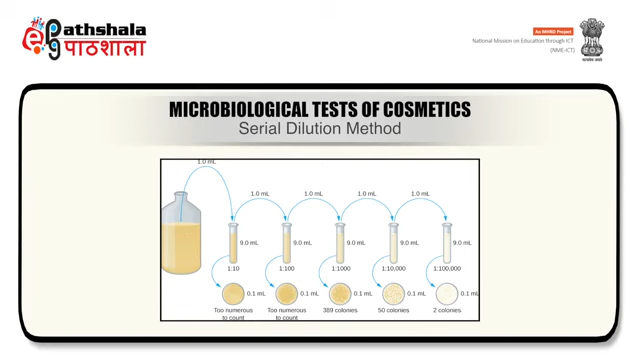 ePathshala
पाठशाला
An MHRD Project
National Mission on Education through ICT
(NME-ICT)
MICROBIOLOGICAL TESTS OF COSMETICS
Serial Dilution Method
1.0 mL
1.0 mL 1.0 mL 1.0 mL 1.0 mL
9.0 mL 9.0 mL 9.0 mL 9.0 mL 9.0 mL
1:10 1:100 1:1000 1:10,000 1:100,000
0.1 mL 0.1 mL 0.1 mL 0.1 mL 0.1 mL
Too numerous to count
Too numerous to count
389 colonies
50 colonies
2 colonies